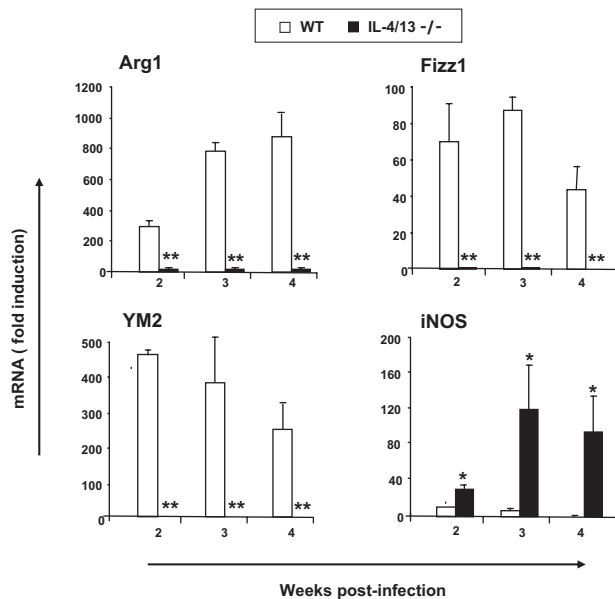 WT IL-4/13 -/-
Arg1
1200
1000
800
600
400
200
0
** ** **
2 3 4
Fizz1
100
80
60
40
20
0
** ** **
2 3 4
YM2
500
400
300
200
100
0
** ** **
2 3 4
iNOS
200
160
120
80
40
0
* * *
2 3 4
mRNA ( fold induction)
Weeks post-infection